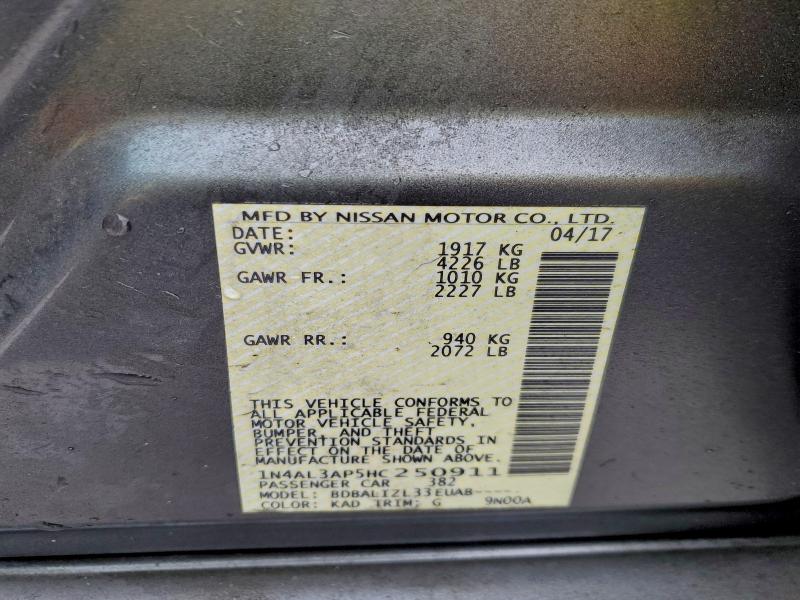 MFD BY NISSAN MOTOR CO., LTD.
DATE: 04/17
GVWR: 1917 KG
4226 LB
GAWR FR.: 1010 KG
2227 LB
GAWR RR.: 940 KG
2072 LB
THIS VEHICLE CONFORMS TO
ALL APPLICABLE FEDERAL
MOTOR VEHICLE SAFETY,
BUMPER, AND THEFT
PREVENTION STANDARDS IN
EFFECT ON THE DATE OF
MANUFACTURE SHOWN ABOVE.
1N4AL3AP5HC250911
PASSENGER CAR 382
MODEL: BDBALIZL33EUA8----
COLOR: KAD TRIM; G 9N00A